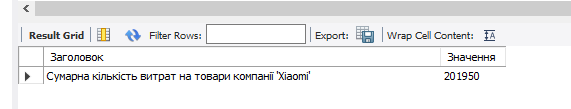 Result Grid Filter Rows: Export: Wrap Cell Content:
Заголовок Значення
Сумарна кількість витрат на товари компанії 'Xiaomi' 201950